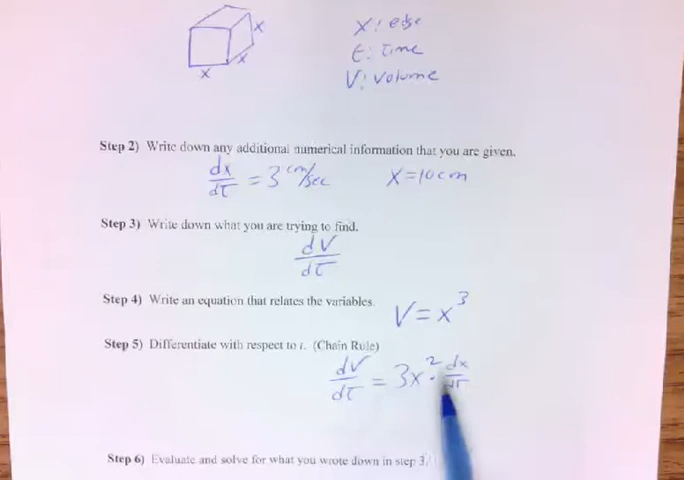 x
x
x
x: edge
t: Time
V: volume
Step 2) Write down any additional numerical information that you are given.
dx/dt = 3 cm/sec x=10cm
Step 3) Write down what you are trying to find.
dV/dt
Step 4) Write an equation that relates the variables.
V = x³
Step 5) Differentiate with respect to t. (Chain Rule)
dV/dt = 3x² · dx/dt
Step 6) Evaluate and solve for what you wrote down in step 3.